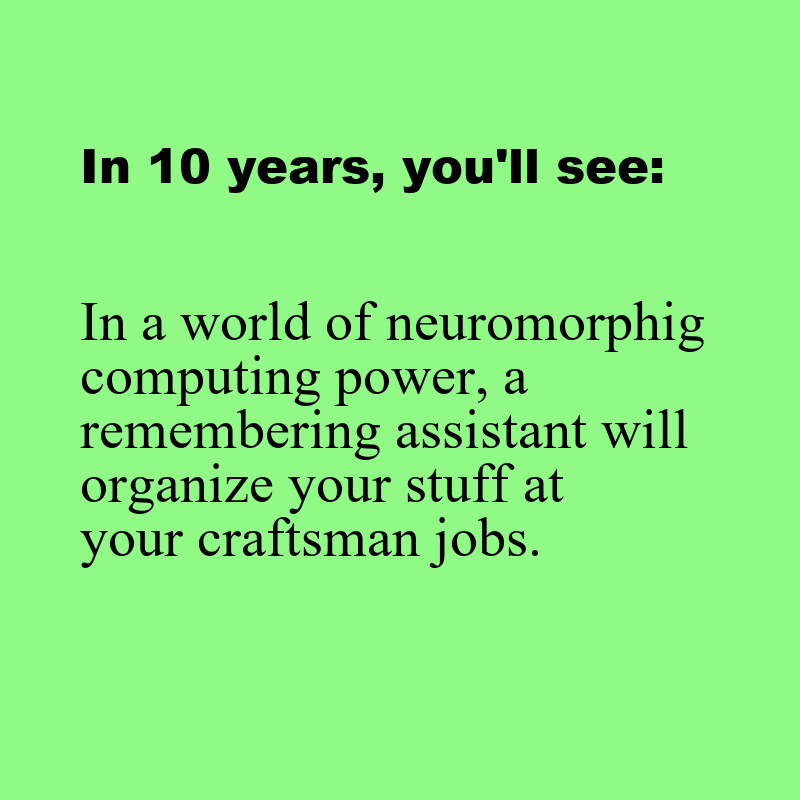 In 10 years, you'll see:
In a world of neuromorphig
computing power, a
remembering assistant will
organize your stuff at
your craftsman jobs.